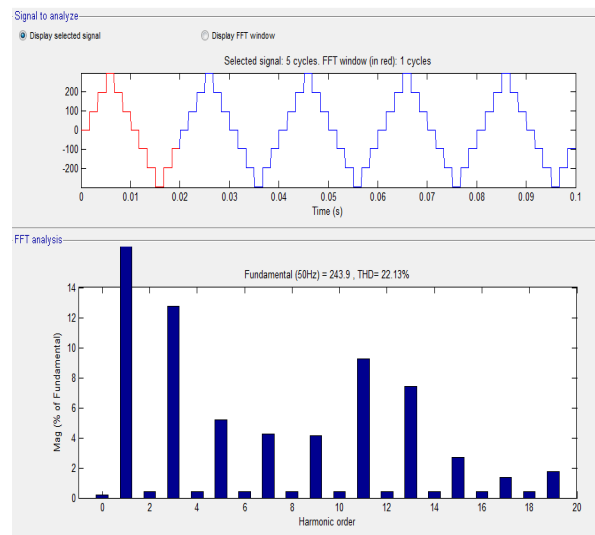 Signal to analyze
Display selected signal Display FFT window
Selected signal: 5 cycles. FFT window (in red): 1 cycles
200
100
0
-100
-200
0 0.01 0.02 0.03 0.04 0.05 0.06 0.07 0.08 0.09 0.1
Time (s)
FFT analysis
Fundamental (50Hz) = 243.9 , THD= 22.13%
Mag (% of Fundamental)
14
12
10
8
6
4
2
0
0 2 4 6 8 10 12 14 16 18 20
Harmonic order